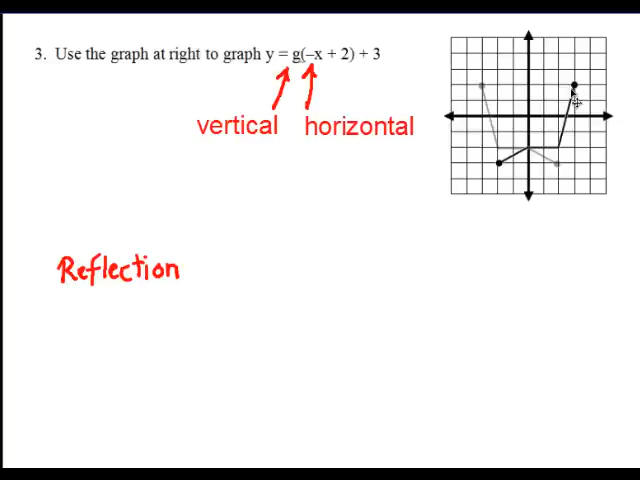 3. Use the graph at right to graph y = g(–x + 2) + 3
vertical horizontal
Reflection